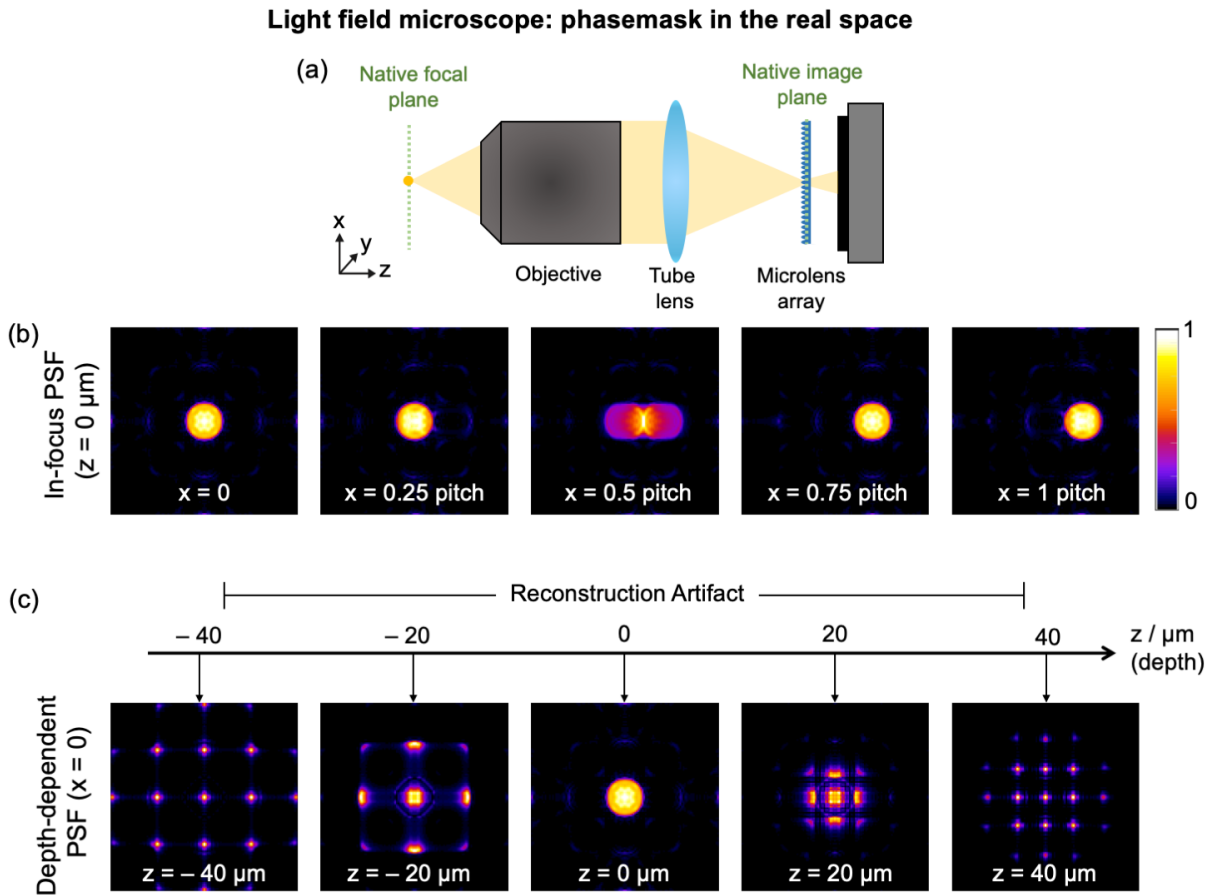 Light field microscope: phasemask in the real space
(a)
Native focal
plane
Native image
plane
x
y
z
Objective
Tube
lens
Microlens
array
(b)
In-focus PSF
(z = 0 µm)
x = 0
x = 0.25 pitch
x = 0.5 pitch
x = 0.75 pitch
x = 1 pitch
1
0
(c)
Reconstruction Artifact
– 40
– 20
0
20
40
z / µm
(depth)
Depth-dependent
PSF (x = 0)
z = – 40 µm
z = – 20 µm
z = 0 µm
z = 20 µm
z = 40 µm